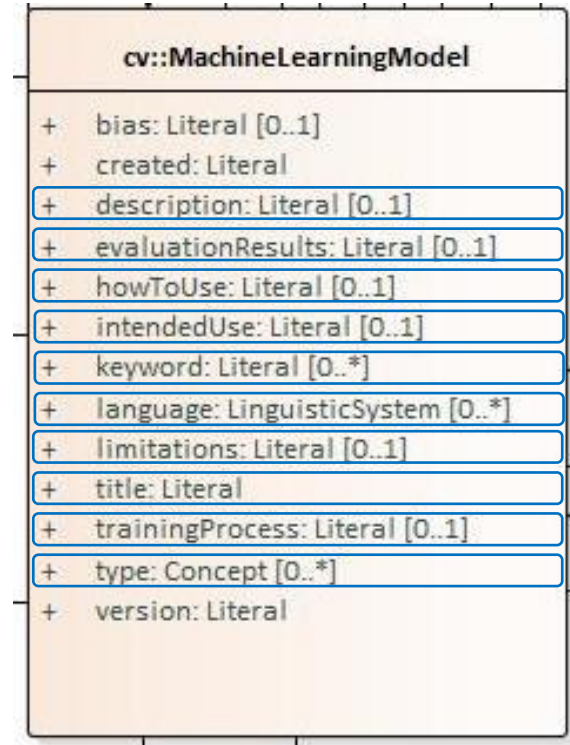 cv::MachineLearningModel
+ bias: Literal [0..1]
+ created: Literal
+ description: Literal [0..1]
+ evaluationResults: Literal [0..1]
+ howToUse: Literal [0..1]
+ intendedUse: Literal [0..1]
+ keyword: Literal [0..*]
+ language: LinguisticSystem [0..*]
+ limitations: Literal [0..1]
+ title: Literal
+ trainingProcess: Literal [0..1]
+ type: Concept [0..*]
+ version: Literal